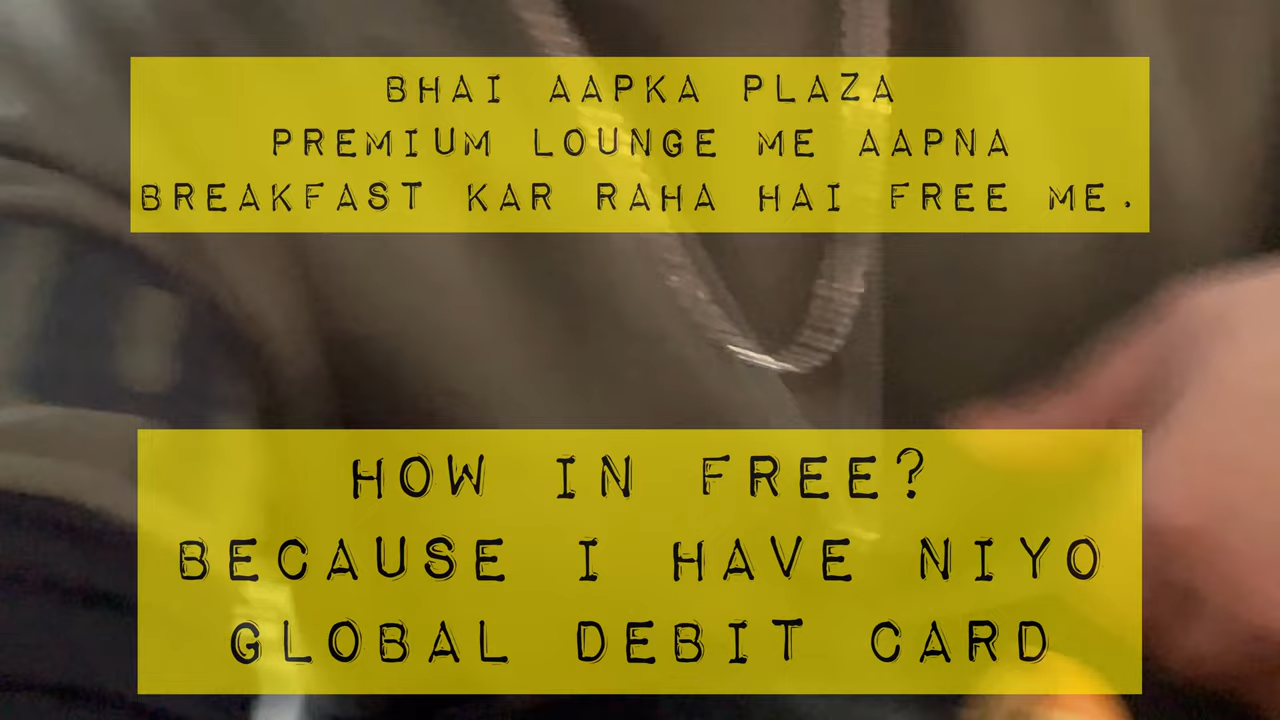 BHAI AAPKA PLAZA
PREMIUM LOUNGE ME AAPNA
BREAKFAST KAR RAHA HAI FREE ME.
HOW IN FREE?
BECAUSE I HAVE NIYO
GLOBAL DEBIT CARD